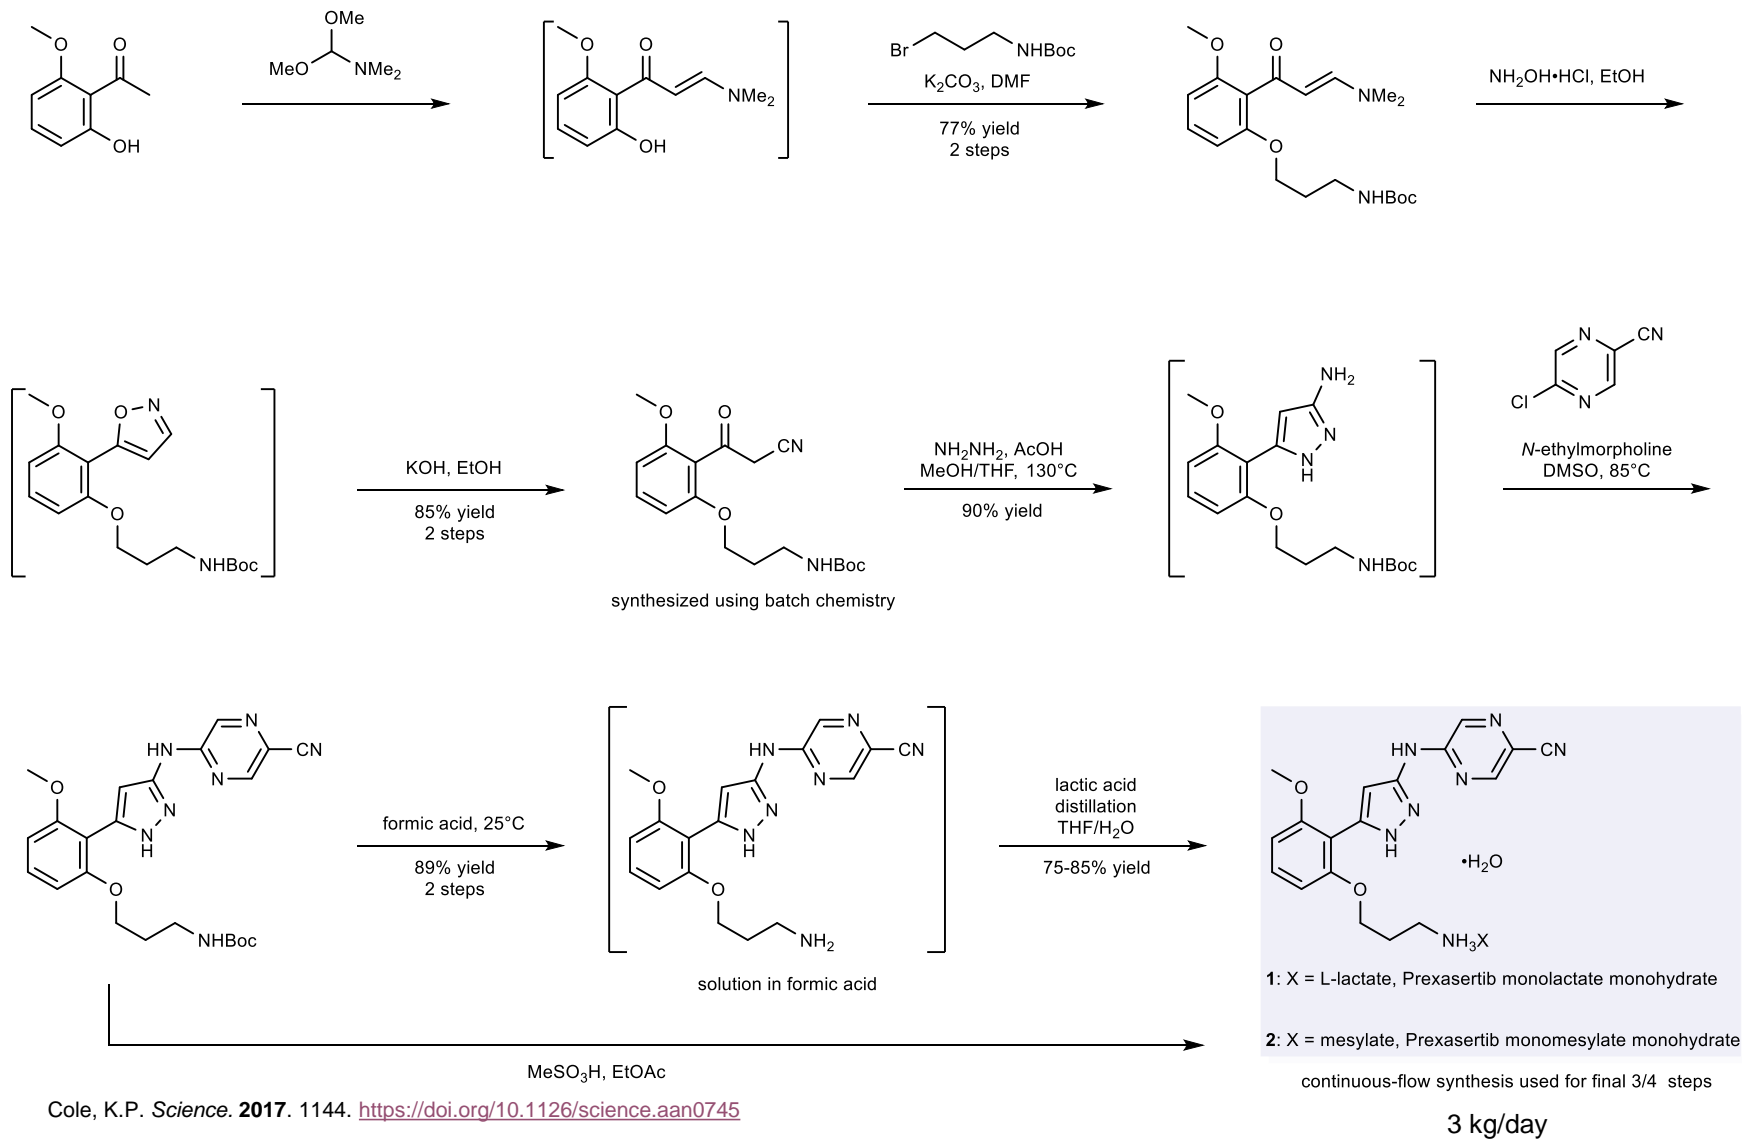 O
O
OH
OMe
MeO
NMe2
O
O
NMe2
OH
Br
NHBoc
K2CO3, DMF
77% yield
2 steps
O
O
NMe2
O
NHBoc
NH2OH•HCl, EtOH
O
O
N
O
NHBoc
KOH, EtOH
85% yield
2 steps
O
O
CN
O
NHBoc
synthesized using batch chemistry
NH2NH2, AcOH
MeOH/THF, 130°C
90% yield
NH2
O
N
N
H
O
NHBoc
N
CN
Cl
N
N-ethylmorpholine
DMSO, 85°C
HN
N
CN
N
O
N
N
H
O
NHBoc
formic acid, 25°C
89% yield
2 steps
HN
N
CN
N
O
N
N
H
O
NH2
solution in formic acid
lactic acid
distillation
THF/H2O
75-85% yield
HN
N
CN
N
O
N
N
H
•H2O
O
NH3X
1: X = L-lactate, Prexasertib monolactate monohydrate
2: X = mesylate, Prexasertib monomesylate monohydrate
MeSO3H, EtOAc
continuous-flow synthesis used for final 3/4 steps
Cole, K.P. Science. 2017. 1144. https://doi.org/10.1126/science.aan0745
3 kg/day